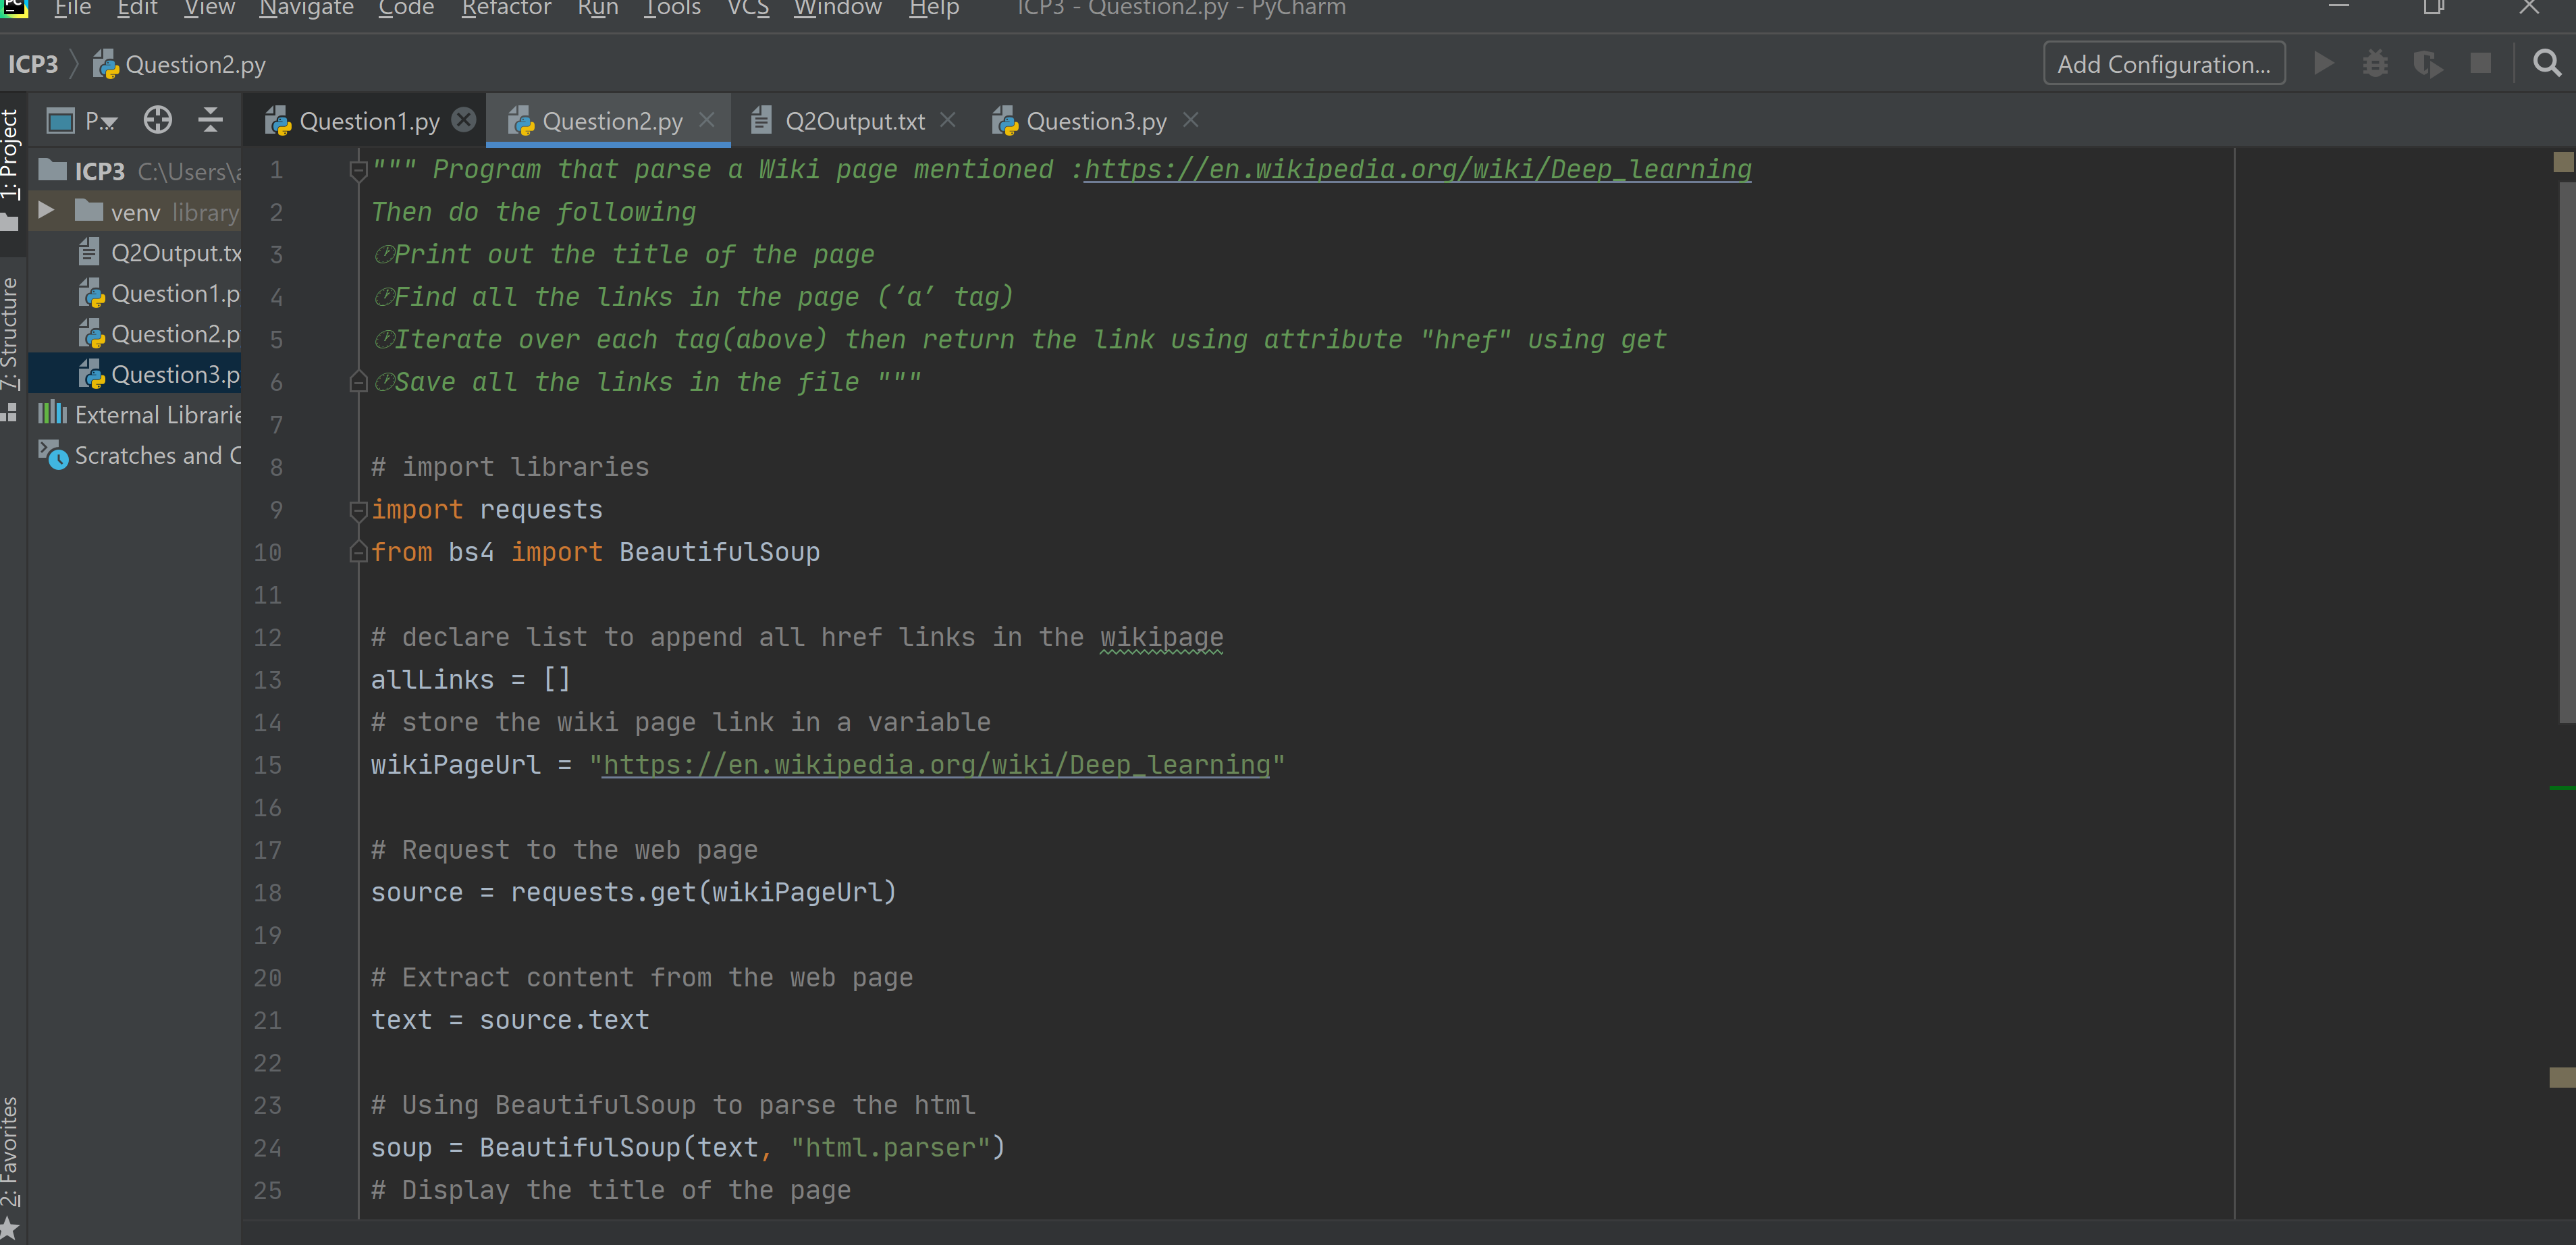 PC
File Edit View Navigate Code Refactor Run Tools VCS Window Help ICP3 - Question2.py - PyCharm
ICP3 Question2.py Add Configuration...
P... Question1.py Question2.py Q2Output.txt Question3.py
1: Project
7: Structure
2: Favorites
ICP3 C:\Users\a
venv library
Q2Output.tx
Question1.p
Question2.p
Question3.p
External Librarie
Scratches and C
1 """ Program that parse a Wiki page mentioned :https://en.wikipedia.org/wiki/Deep_learning
2 Then do the following
3 🕐Print out the title of the page
4 🕐Find all the links in the page (‘a’ tag)
5 🕐Iterate over each tag(above) then return the link using attribute "href" using get
6 🕐Save all the links in the file """
7
8 # import libraries
9 import requests
10 from bs4 import BeautifulSoup
11
12 # declare list to append all href links in the wikipage
13 allLinks = []
14 # store the wiki page link in a variable
15 wikiPageUrl = "https://en.wikipedia.org/wiki/Deep_learning"
16
17 # Request to the web page
18 source = requests.get(wikiPageUrl)
19
20 # Extract content from the web page
21 text = source.text
22
23 # Using BeautifulSoup to parse the html
24 soup = BeautifulSoup(text, "html.parser")
25 # Display the title of the page